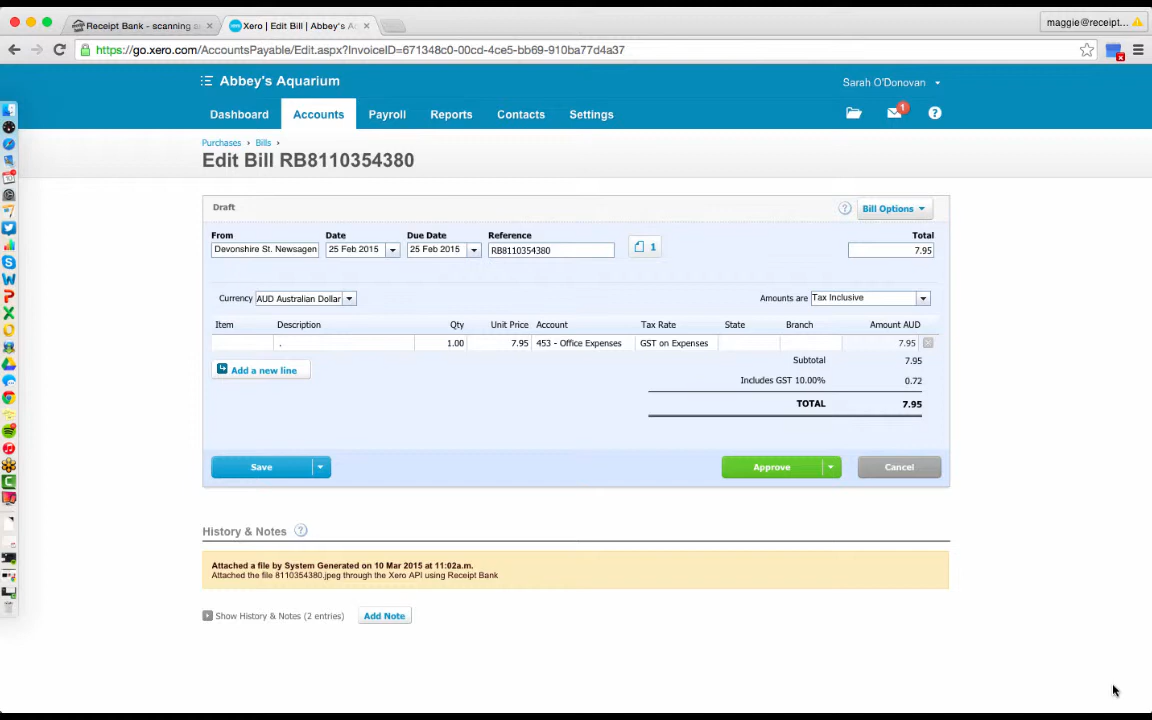 Receipt Bank - scanning a
Xero | Edit Bill | Abbey's A
maggie@receipt...
https://go.xero.com/AccountsPayable/Edit.aspx?InvoiceID=671348c0-00cd-4ce5-bb69-910ba77d4a37
Abbey's Aquarium
Sarah O'Donovan
Dashboard Accounts Payroll Reports Contacts Settings 1 ?
Purchases › Bills ›
Edit Bill RB8110354380
Draft ? Bill Options
From Date Due Date Reference Total
Devonshire St. Newsagen 25 Feb 2015 25 Feb 2015 RB8110354380 1 7.95
Currency AUD Australian Dollar Amounts are Tax Inclusive
Item Description Qty Unit Price Account Tax Rate State Branch Amount AUD
. 1.00 7.95 453 - Office Expenses GST on Expenses 7.95
Subtotal 7.95
Add a new line
Includes GST 10.00% 0.72
TOTAL 7.95
Save Approve Cancel
History & Notes ?
Attached a file by System Generated on 10 Mar 2015 at 11:02a.m.
Attached the file 8110354380.jpeg through the Xero API using Receipt Bank
Show History & Notes (2 entries) Add Note